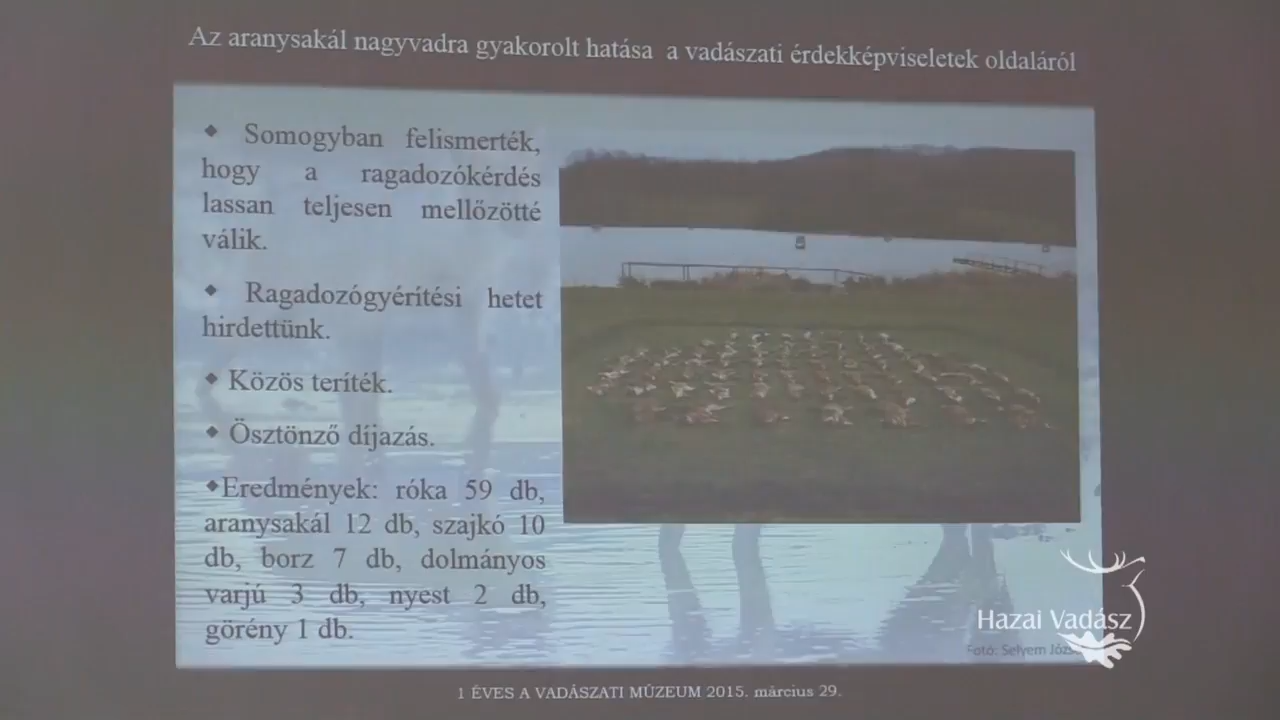 Az aranysakál nagyvadra gyakorolt hatása a vadászati érdekképviseletek oldaláról
◆ Somogyban felismerték,
hogy a ragadozókérdés
lassan teljesen mellőzötté
válik.
◆ Ragadozógyérítési hetet
hirdettünk.
◆ Közös teríték.
◆ Ösztönző díjazás.
◆Eredmények: róka 59 db,
aranysakál 12 db, szajkó 10
db, borz 7 db, dolmányos
varjú 3 db, nyest 2 db,
görény 1 db.
Hazai Vadász
Fotó: Selyem
1 ÉVES A VADÁSZATI MÚZEUM 2015. március 29.